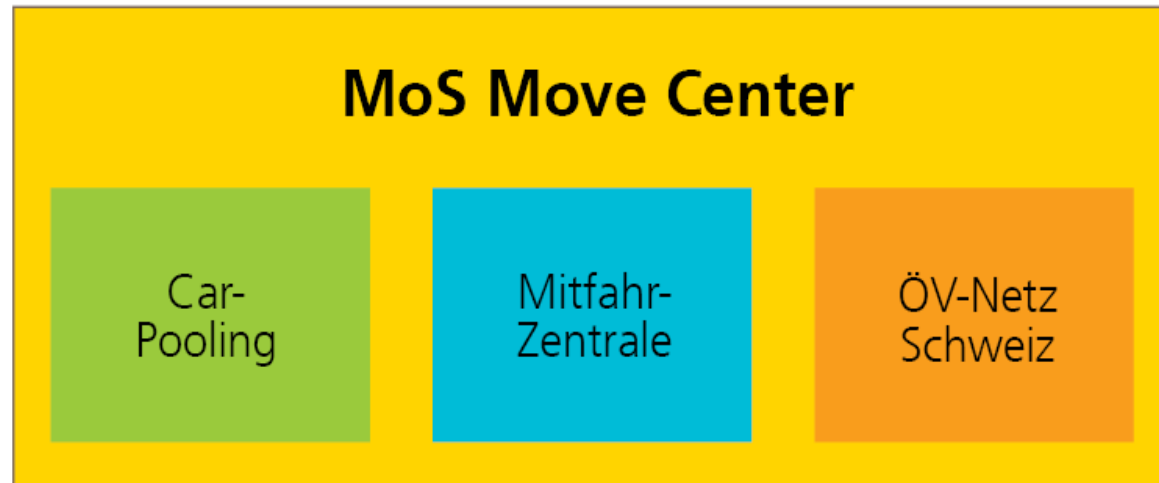 MoS Move Center
Car-
Pooling
Mitfahr-
Zentrale
ÖV-Netz
Schweiz